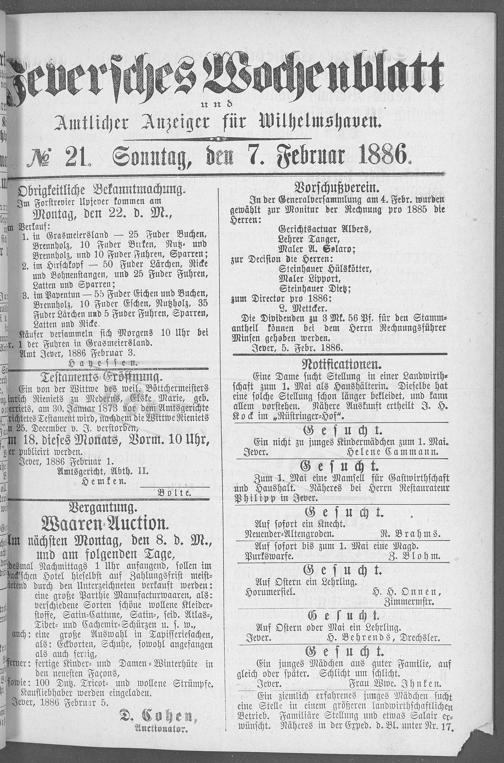 Jeversches Wochenblatt
und
Amtlicher Anzeiger für Wilhelmshaven.
№ 21. Sonntag, den 7. Februar 1886.
Obrigkeitliche Bekanntmachung.
Im Forstrevier Upjever kommen am
Montag, den 22. d. M.,
Verkauf:
1. in Grasmeiersland — 25 Fuder Buchen,
Brennholz, 10 Fuder Birken, Nutz- und
Brennholz, und 10 Fuder Fuhren, Sparren;
2. im Hirschkopf — 50 Fuder Lärchen, Ricke
und Bohnenstangen, und 25 Fuder Fuhren,
Latten und Sparren;
3. im Papentun — 55 Fuder Eichen und Buchen,
Brennholz, 10 Fuder Eichen, Nutzholz, 35
Fuder Lärchen und 5 Fuder Fuhren, Sparren,
Latten und Ricke.
Käufer versammeln sich Morgens 10 Uhr bei
1 der Fuhren in Grasmeiersland.
Amt Jever, 1886 Februar 3.
Hayessen.
Testaments Eröffnung.
Ein von der Wittwe des weil. Böttchermeisters
Rieniets zu Medens, Elske Marie, geb.
am 30. Januar 1873 vor dem Amtsgerichte
Testament wird, nachdem die Wittwe Rieniets
25. December v. J. verstorben,
18. dieses Monats, Vorm. 10 Uhr,
publicirt werden.
Jever, 1886 Februar 1.
Amtsgericht, Abth. II.
Hemken.
Bolte.
Vergantung.
Waaren-Auction.
nächsten Montag, den 8. d. M.,
und am folgenden Tage,
Nachmittags 1 Uhr anfangend, sollen im
Hotel hieselbst auf Zahlungsfrist
durch den Unterzeichneten verkauft werden:
eine große Parthie Manufacturwaaren, als:
verschiedene Sorten schöne wollene Kleider-
stoffe, Satin-Cattune, Satin, seid. Atlas-,
Tibet- und Cachemir-Schürzen u. s. w.,
auch: eine große Auswahl in Tapisseriesachen,
als: Eckborten, Schuhe, sowohl angefangen
als auch fertig,
ferner: fertige Kinder- und Damen-Winterhüte in
den neuesten Façons,
sowie: 100 Dutz. Tricot- und wollene Strümpfe.
Kaufliebhaber werden eingeladen.
Jever, 1886 Februar 5.
D. Cohen,
Auctionator.
Vorschußverein.
In der Generalversammlung am 4. Febr. wurden
gewählt zur Monitur der Rechnung pro 1885 die
Herren:
Gerichtsactuar Albers,
Lehrer Tanger,
Maler A. Solaro;
zur Decision die Herren:
Steinhauer Hülskötter,
Maler Lipport,
Steinhauer Dietz;
zum Director pro 1886:
L. Mettcker.
Die Dividenden zu 3 Mk. 56 Pf. für den Stamm-
antheil können bei dem Herrn Rechnungsführer
Minsen gehoben werden.
Jever, 5. Febr. 1886.
Notificationen.
Eine Dame sucht Stellung in einer Landwirth-
schaft zum 1. Mai als Haushälterin. Dieselbe hat
eine solche Stellung schon länger bekleidet, und kann
allem vorstehen. Nähere Auskunft ertheilt J. H.
Kock im „Rüstringer-Hof“.
Gesucht.
Ein nicht zu junges Kindermädchen zum 1. Mai.
Jever. Helene Cammann.
Gesucht.
Zum 1. Mai eine Mamsell für Gastwirthschaft
und Haushalt. Näheres bei Herrn Restaurateur
Philipp in Jever.
Gesucht.
Auf sofort ein Knecht.
Neuender-Altengroden. R. Brahms.
Auf sofort bis zum 1. Mai eine Magd.
Purkswarfe. Z. Blohm.
Gesucht.
Auf Ostern ein Lehrling.
Horumersiel. H. H. Onnen,
Zimmermstr.
Gesucht.
Auf Ostern oder Mai ein Lehrling.
Jever. H. Behrends, Drechsler.
Gesucht.
Ein junges Mädchen aus guter Familie, auf
gleich oder später. Schlicht um schlicht.
Jever. Frau Wwe. Ihnken.
Ein ziemlich erfahrenes junges Mädchen sucht
eine Stelle in einem größeren landwirthschaftlichen
Betrieb. Familiäre Stellung und etwas Salair er-
wünscht. Näheres in der Exped. d. Bl. unter Nr. 17.